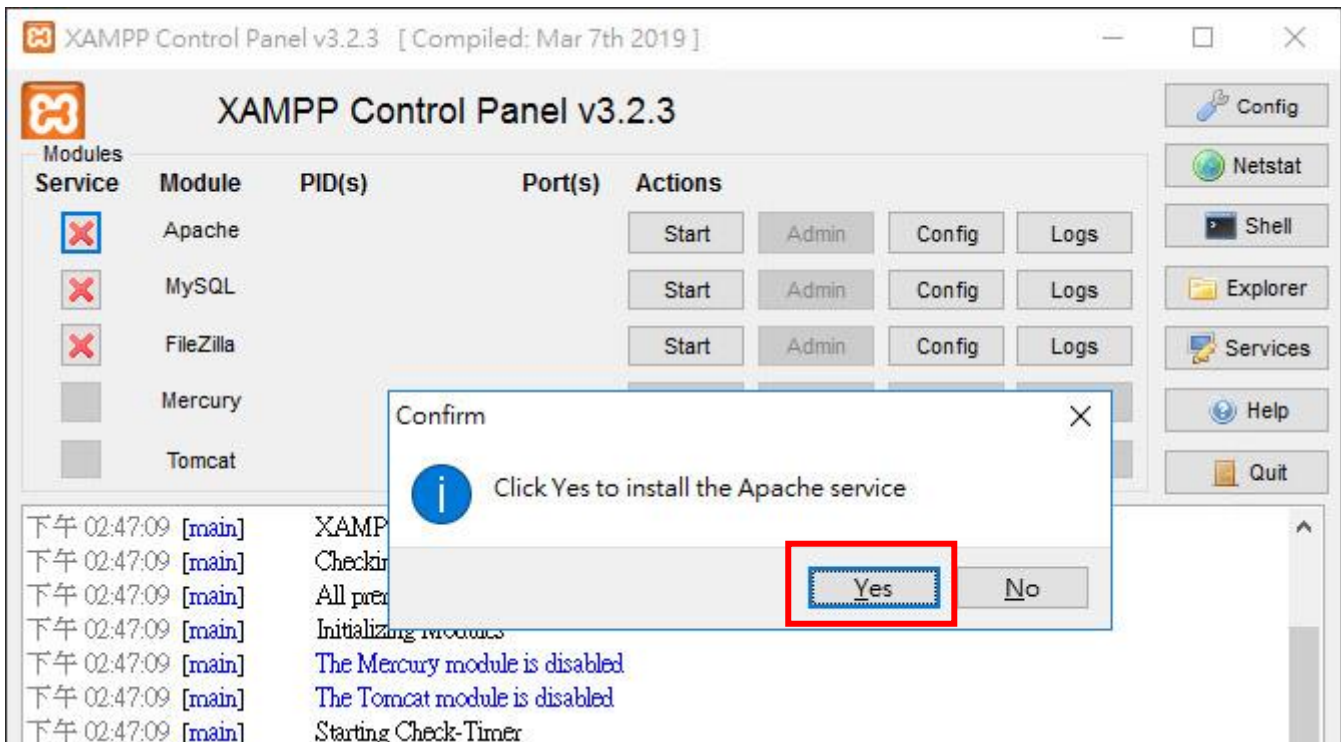 XAMPP Control Panel v3.2.3 [ Compiled: Mar 7th 2019 ]
XAMPP Control Panel v3.2.3
Config
Modules
Netstat
Service Module PID(s) Port(s) Actions
Apache Start Admin Config Logs
Shell
MySQL Start Admin Config Logs
Explorer
FileZilla Start Admin Config Logs
Services
Mercury
Help
Tomcat
Quit
Confirm
Click Yes to install the Apache service
Yes No
下午 02:47:09 [main]
下午 02:47:09 [main]
下午 02:47:09 [main] All
下午 02:47:09 [main] Initializing Modules
下午 02:47:09 [main] The Mercury module is disabled
下午 02:47:09 [main] The Tomcat module is disabled
下午 02:47:09 [main] Starting Check-Timer